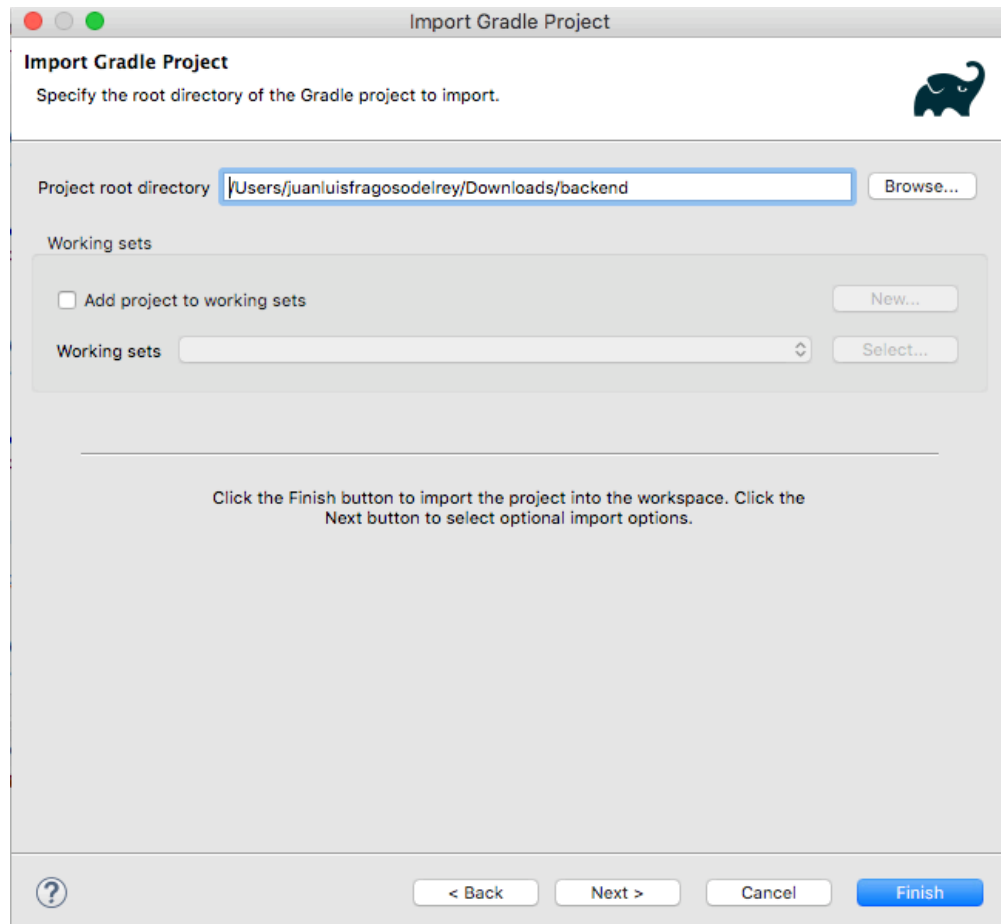 Import Gradle Project
Import Gradle Project
Specify the root directory of the Gradle project to import.
Project root directory /Users/juanluisfragosodelrey/Downloads/backend Browse...
Working sets
Add project to working sets New...
Working sets Select...
Click the Finish button to import the project into the workspace. Click the
Next button to select optional import options.
? < Back Next > Cancel Finish